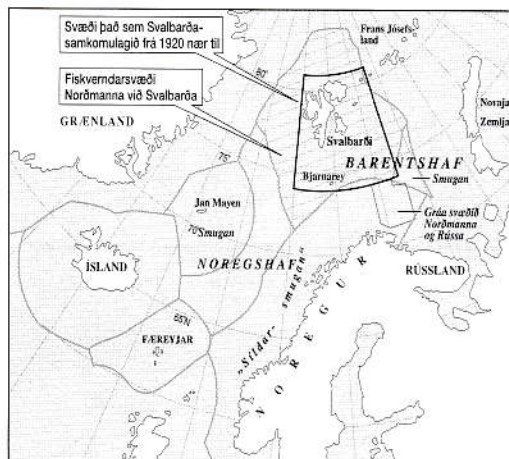 Svæði það sem Svalbarða-
samkomulagið frá 1920 nær til
Fiskverndarsvæði
Norðmanna við Svalbarða
Frans Jósefs-
land
80°
GRÆNLAND
Novaja
Zemlja
Svalbarði
75°
BARENTSHAF
Bjarnarey
Smugan
Jan Mayen
70°
Smugan
Gráa svæðið
Norðmanna
og Rússa
NOREGSHAF
ÍSLAND
RÚSSLAND
„Síldar-
smugan“
NOREGUR
65°N
FÆREYJAR